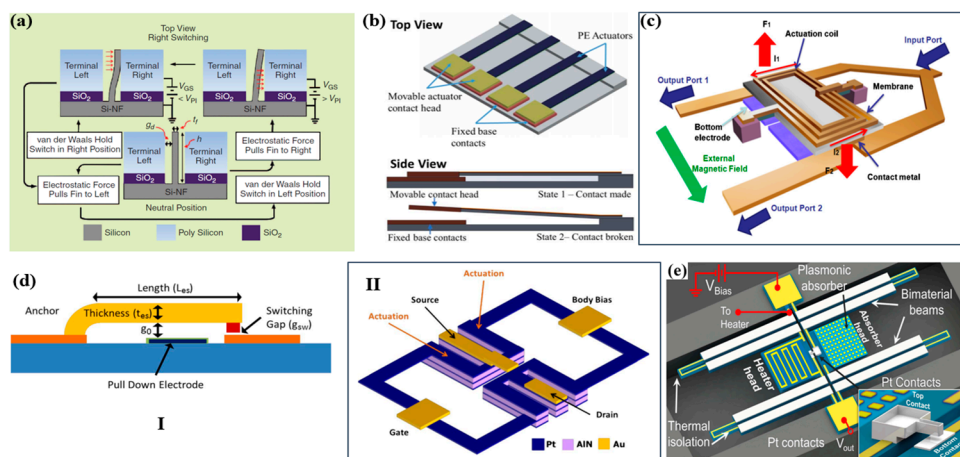 (a)
Top View
Right Switching
Terminal
Left
Terminal
Right
V_GS
< V_PI
SiO2
SiO2
Si-NF
Terminal
Left
Terminal
Right
V_GS
> V_PI
SiO2
SiO2
Si-NF
van der Waals Hold
Switch in Right Position
Electrostatic Force
Pulls Fin to Right
Electrostatic Force
Pulls Fin to Left
van der Waals Hold
Switch in Left Position
g_d
t_f
h
Terminal
Left
Terminal
Right
SiO2
SiO2
Si-NF
Neutral Position
Silicon
Poly Silicon
SiO2
(b)
Top View
PE Actuators
Movable actuator
contact head
Fixed base
contacts
Side View
Movable contact head
State 1 – Contact made
Fixed base contacts
State 2– Contact broken
(c)
F1
Actuation coil
Input Port
I1
Output Port 1
Membrane
Bottom
electrode
External
Magnetic Field
I2
F2
Contact metal
Output Port 2
(d)
Length (Les)
Anchor
Thickness (tes)
g0
Switching
Gap (gsw)
Pull Down Electrode
I
II
Actuation
Source
Body Bias
Actuation
Drain
Gate
Pt
AlN
Au
(e)
V_Bias
Plasmonic
absorber
To
Heater
Bimaterial
beams
Absorber
head
Heater
head
Pt Contacts
Top
Contact
Thermal
isolation
Pt contacts
V_out
Bottom
Contact